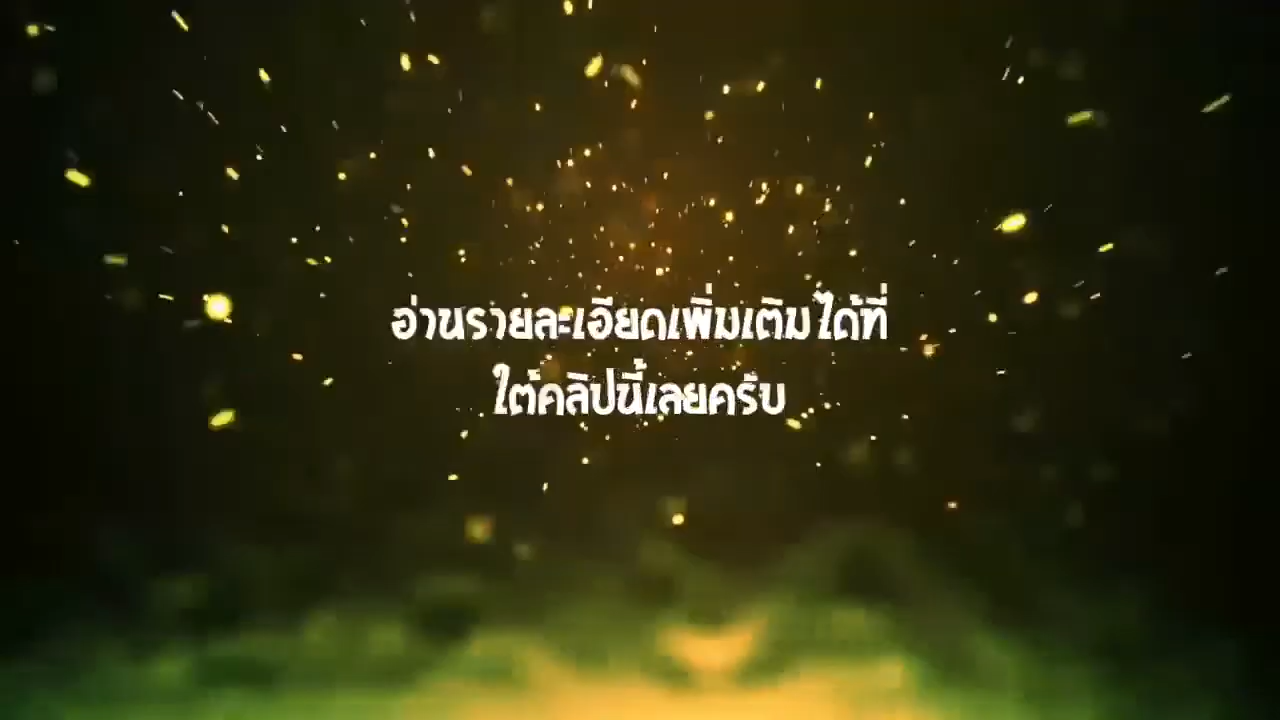 อ่านรายละเอียดเพิ่มเติมได้ที่
ใต้คลิปนี้เลยครับ